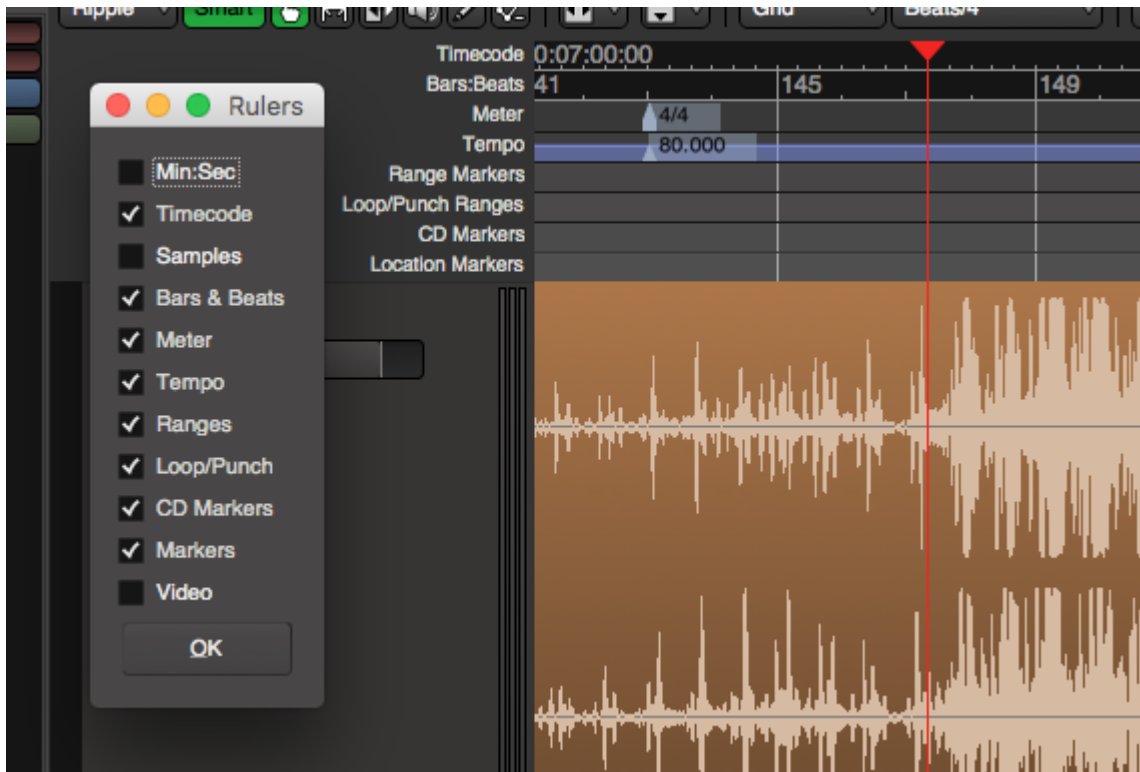 Ripple Smart Grid Beats/4
Timecode 0:07:00:00
Bars:Beats 41 145 149
Meter 4/4
Tempo 80.000
Range Markers
Loop/Punch Ranges
CD Markers
Location Markers
Rulers
Min:Sec
Timecode
Samples
Bars & Beats
Meter
Tempo
Ranges
Loop/Punch
CD Markers
Markers
Video
OK